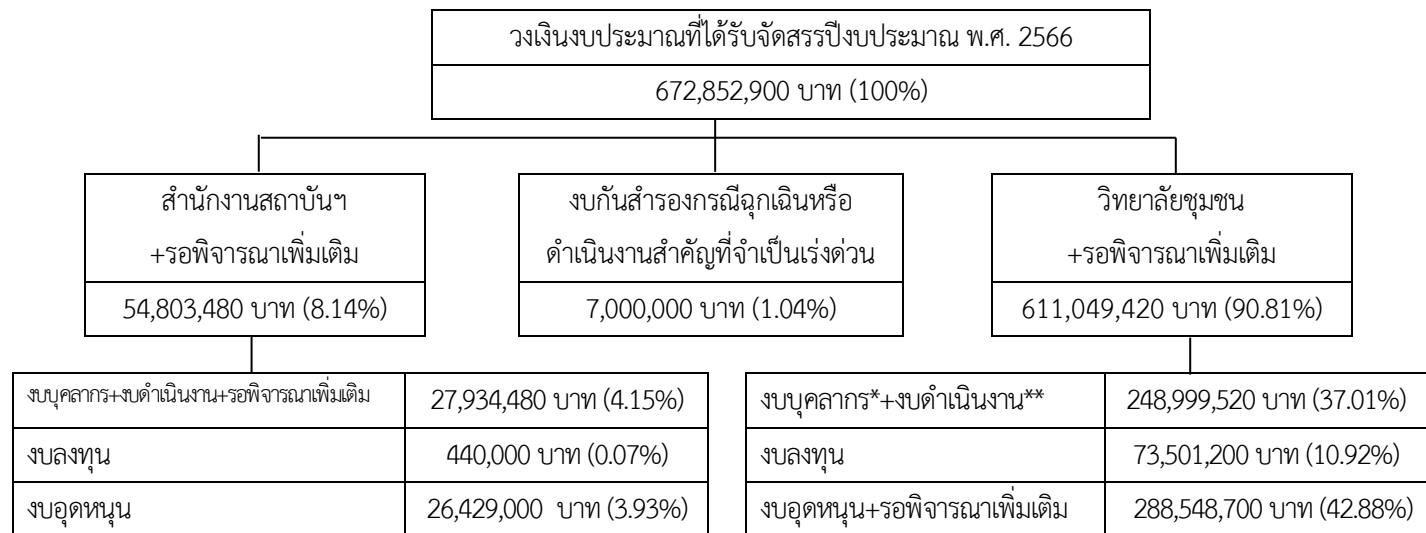 วงเงินงบประมาณที่ได้รับจัดสรรปีงบประมาณ พ.ศ. 2566
672,852,900 บาท (100%)
สำนักงานสถาบันฯ
+รอพิจารณาเพิ่มเติม
54,803,480 บาท (8.14%)
งบกันสำรองกรณีฉุกเฉินหรือ
ดำเนินงานสำคัญที่จำเป็นเร่งด่วน
7,000,000 บาท (1.04%)
วิทยาลัยชุมชน
+รอพิจารณาเพิ่มเติม
611,049,420 บาท (90.81%)
งบบุคลากร+งบดำเนินงาน+รอพิจารณาเพิ่มเติม 27,934,480 บาท (4.15%)
งบลงทุน 440,000 บาท (0.07%)
งบอุดหนุน 26,429,000 บาท (3.93%)
งบบุคลากร*+งบดำเนินงาน** 248,999,520 บาท (37.01%)
งบลงทุน 73,501,200 บาท (10.92%)
งบอุดหนุน+รอพิจารณาเพิ่มเติม 288,548,700 บาท (42.88%)